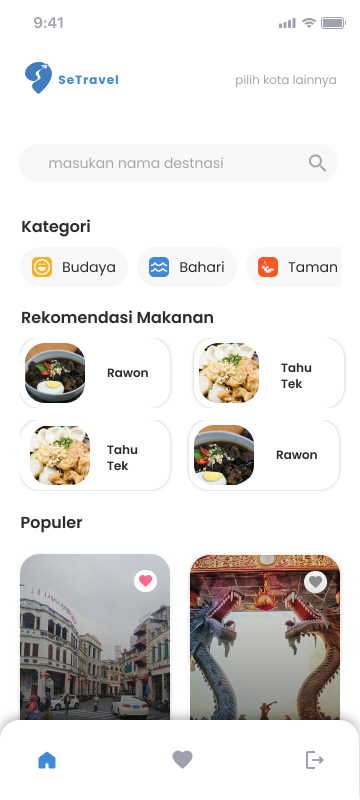 9:41
SeTravel
pilih kota lainnya
masukan nama destnasi
Kategori
Budaya
Bahari
Taman
Rekomendasi Makanan
Rawon
Tahu
Tek
Tahu
Tek
Rawon
Populer